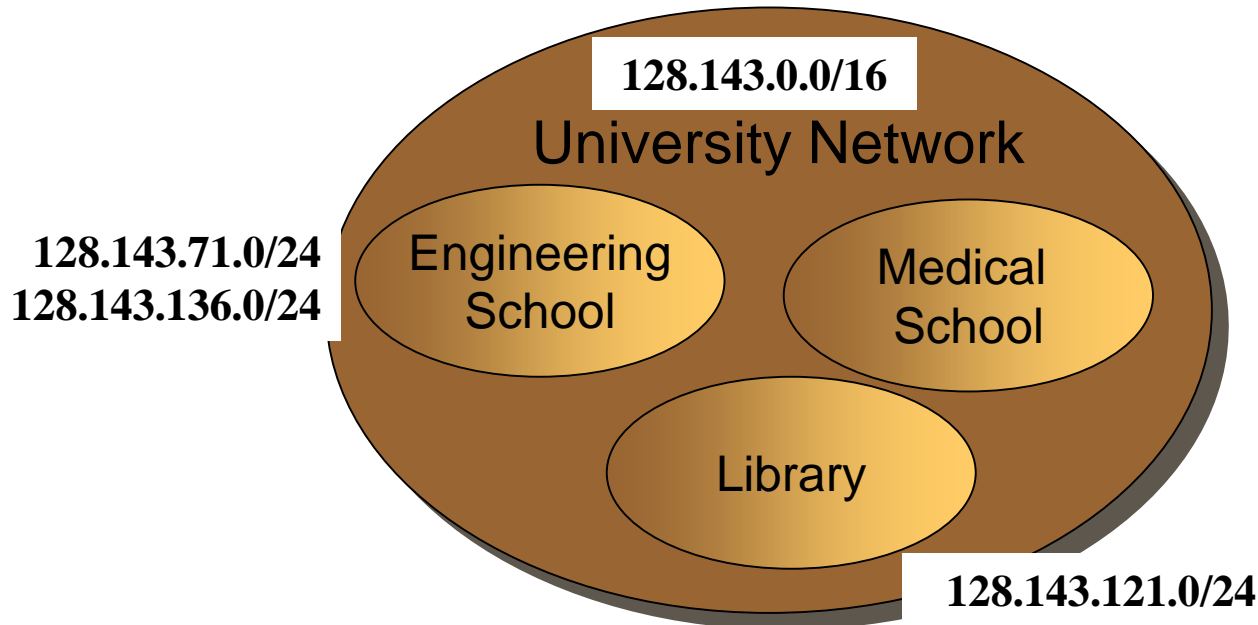 128.143.0.0/16
University Network
128.143.71.0/24
128.143.136.0/24
Engineering
School
Medical
School
Library
128.143.121.0/24